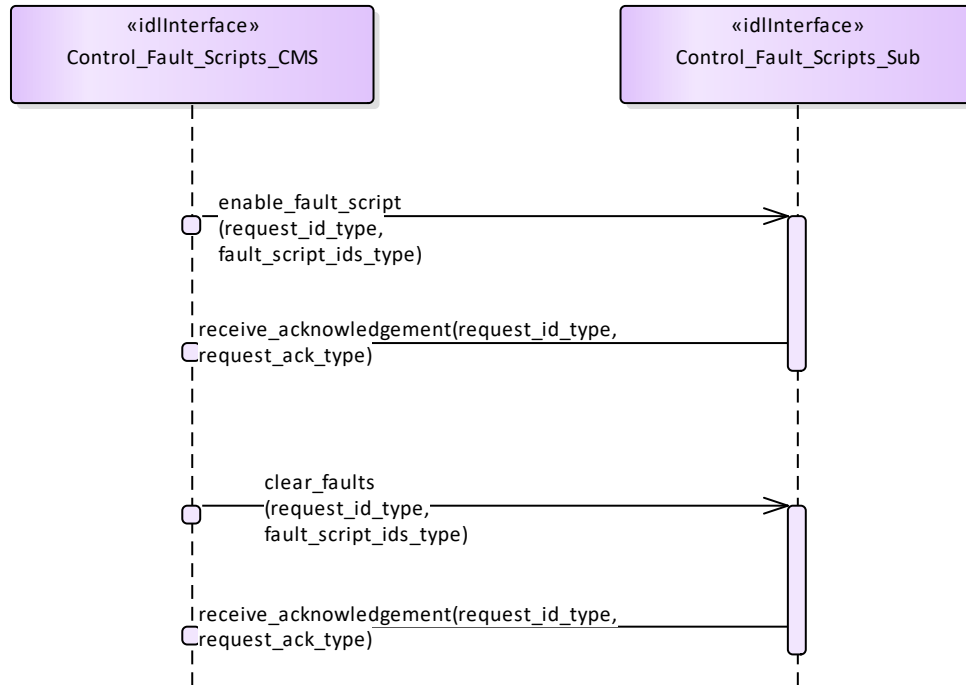 «idlInterface»
Control_Fault_Scripts_CMS
«idlInterface»
Control_Fault_Scripts_Sub
enable_fault_script
(request_id_type,
fault_script_ids_type)
receive_acknowledgement(request_id_type,
request_ack_type)
clear_faults
(request_id_type,
fault_script_ids_type)
receive_acknowledgement(request_id_type,
request_ack_type)